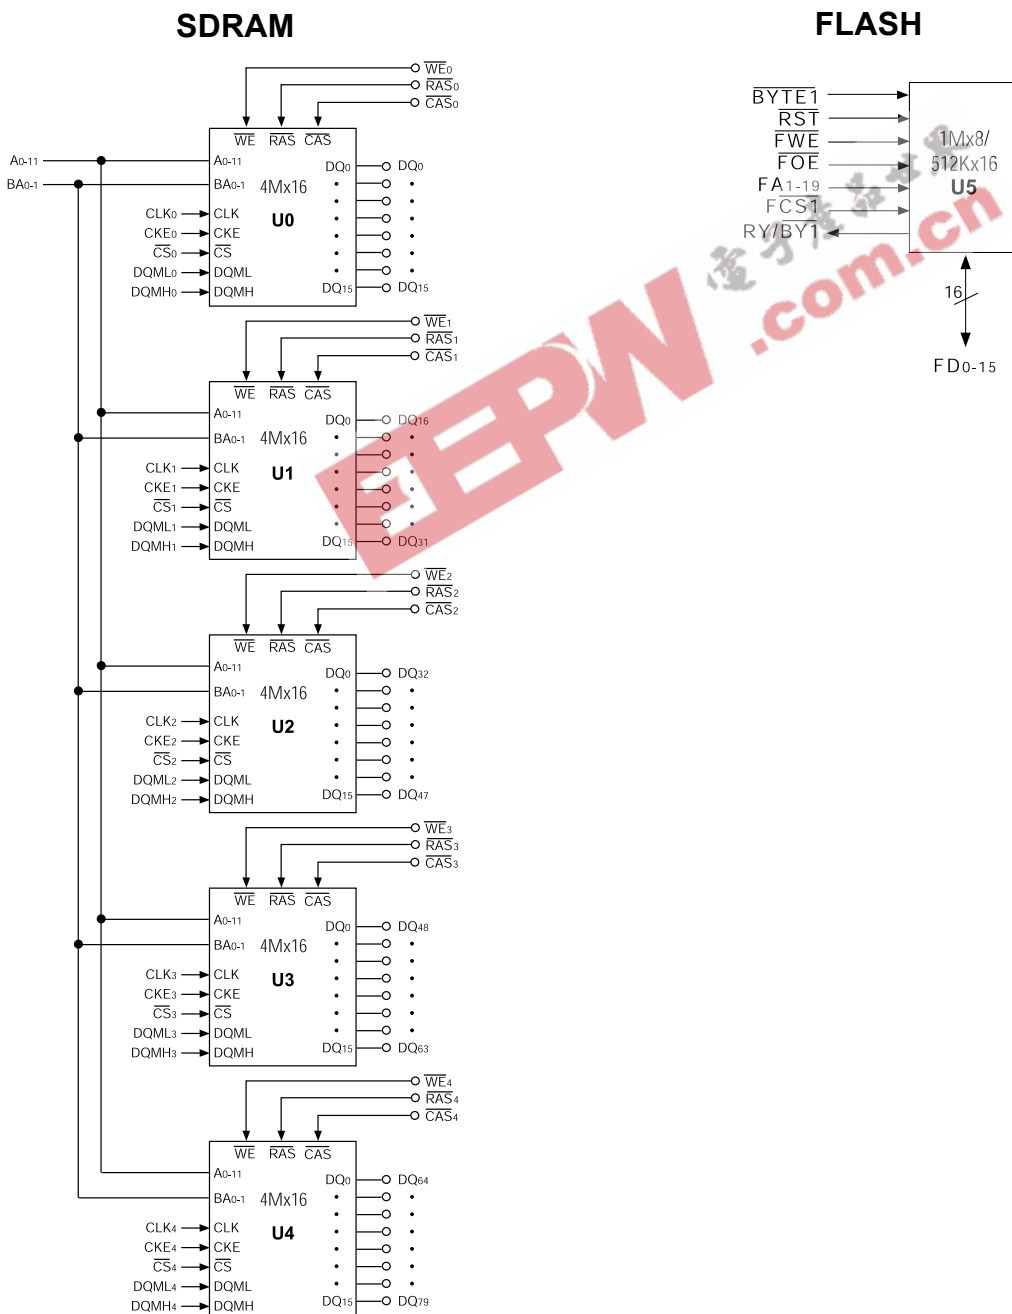 SDRAM
FLASH
WE0
RAS0
CAS0
WE RAS CAS
A0-11 A0-11 DQ0 DQ0
BA0-1 BA0-1 4Mx16
U0
CLK0 CLK
CKE0 CKE
CS0 CS
DQML0 DQML
DQMH0 DQMH DQ15 DQ15
WE1
RAS1
CAS1
WE RAS CAS
A0-11 DQ0 DQ16
BA0-1 4Mx16
U1
CLK1 CLK
CKE1 CKE
CS1 CS
DQML1 DQML
DQMH1 DQMH DQ15 DQ31
WE2
RAS2
CAS2
WE RAS CAS
A0-11 DQ0 DQ32
BA0-1 4Mx16
U2
CLK2 CLK
CKE2 CKE
CS2 CS
DQML2 DQML
DQMH2 DQMH DQ15 DQ47
WE3
RAS3
CAS3
WE RAS CAS
A0-11 DQ0 DQ48
BA0-1 4Mx16
U3
CLK3 CLK
CKE3 CKE
CS3 CS
DQML3 DQML
DQMH3 DQMH DQ15 DQ63
WE4
RAS4
CAS4
WE RAS CAS
A0-11 DQ0 DQ64
BA0-1 4Mx16
U4
CLK4 CLK
CKE4 CKE
CS4 CS
DQML4 DQML
DQMH4 DQMH DQ15 DQ79
BYTE1
RST
FWE
FOE
FA1-19
FCS1
RY/BY1
1Mx8/
512Kx16
U5
16
FD0-15
EEPW
.com.cn
電子產品世界